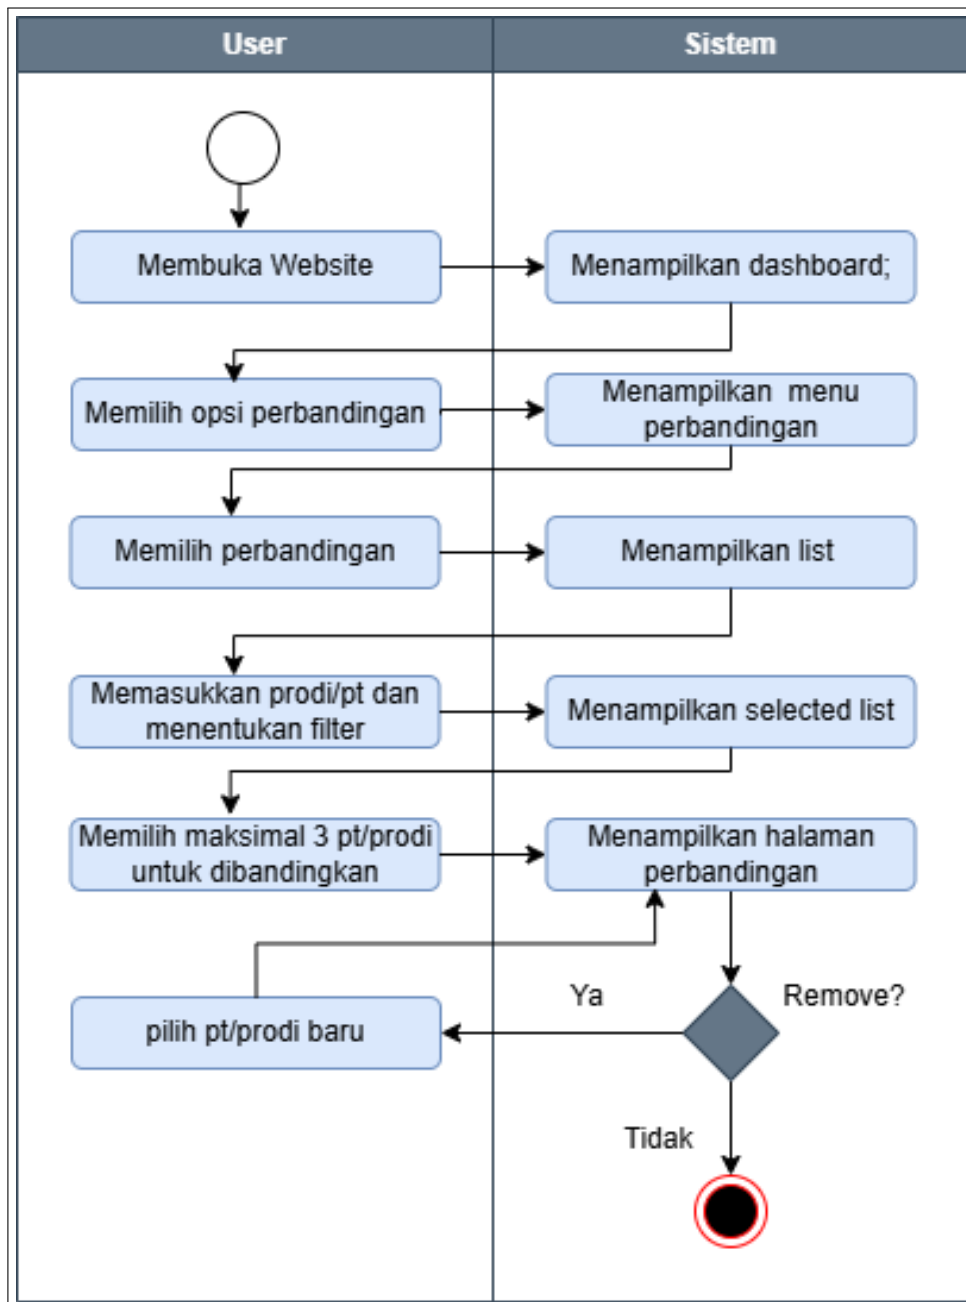 User
Sistem
Membuka Website
Menampilkan dashboard;
Memilih opsi perbandingan
Menampilkan menu
perbandingan
Memilih perbandingan
Menampilkan list
Memasukkan prodi/pt dan
menentukan filter
Menampilkan selected list
Memilih maksimal 3 pt/prodi
untuk dibandingkan
Menampilkan halaman
perbandingan
Ya
Remove?
pilih pt/prodi baru
Tidak